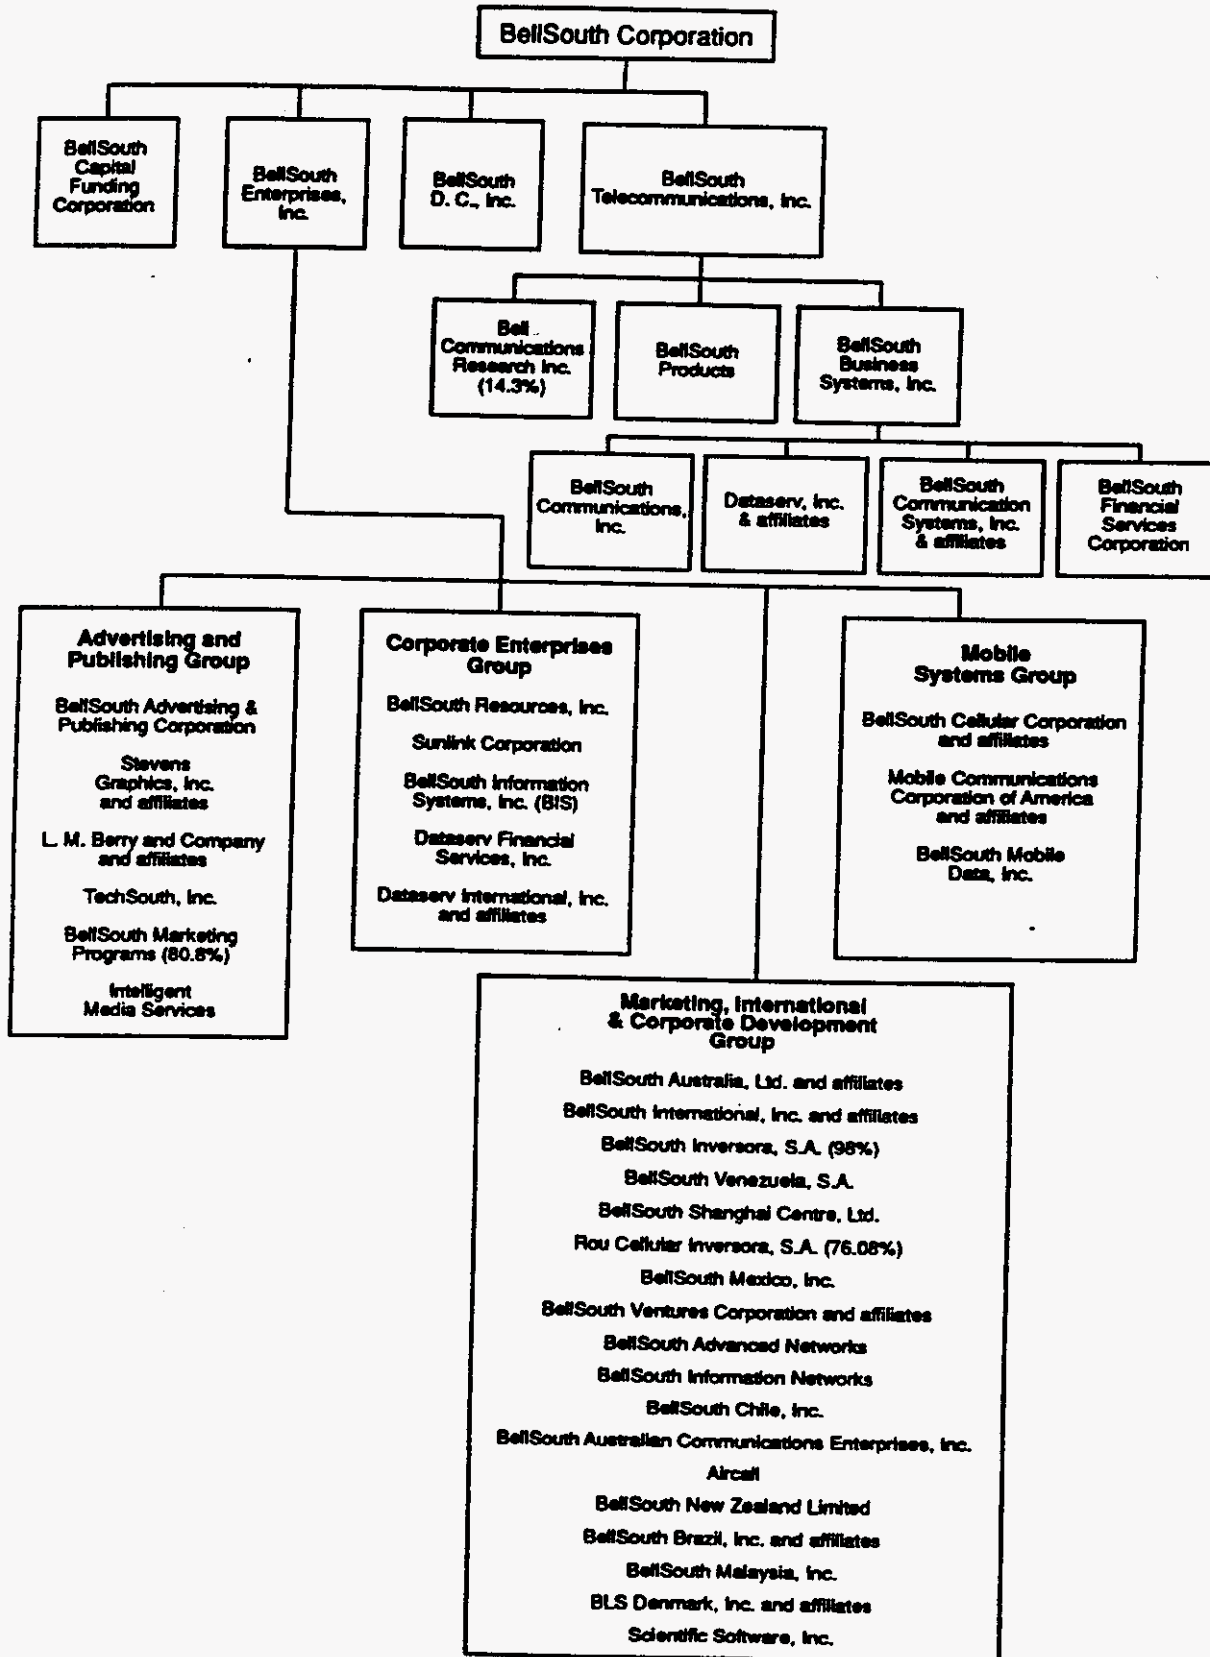 BellSouth Corporation
BellSouth
Capital
Funding
Corporation
BellSouth
Enterprises,
Inc.
BellSouth
D. C., Inc.
BellSouth
Telecommunications, Inc.
Bell
Communications
Research Inc.
(14.3%)
BellSouth
Products
BellSouth
Business
Systems, Inc.
BellSouth
Communications,
Inc.
Dataserv, Inc.
& affiliates
BellSouth
Communication
Systems, Inc.
& affiliates
BellSouth
Financial
Services
Corporation
Advertising and
Publishing Group
BellSouth Advertising &
Publishing Corporation
Stevens
Graphics, Inc.
and affiliates
L. M. Berry and Company
and affiliates
TechSouth, Inc.
BellSouth Marketing
Programs (80.8%)
Intelligent
Media Services
Corporate Enterprises
Group
BellSouth Resources, Inc.
Sunlink Corporation
BellSouth Information
Systems, Inc. (BIS)
Dataserv Financial
Services, Inc.
Dataserv International, Inc.
and affiliates
Mobile
Systems Group
BellSouth Cellular Corporation
and affiliates
Mobile Communications
Corporation of America
and affiliates
BellSouth Mobile
Data, Inc.
Marketing, International
& Corporate Development
Group
BellSouth Australia, Ltd. and affiliates
BellSouth International, Inc. and affiliates
BellSouth Inversora, S.A. (98%)
BellSouth Venezuela, S.A.
BellSouth Shanghai Centre, Ltd.
Rou Cellular Inversora, S.A. (76.08%)
BellSouth Mexico, Inc.
BellSouth Ventures Corporation and affiliates
BellSouth Advanced Networks
BellSouth Information Networks
BellSouth Chile, Inc.
BellSouth Australian Communications Enterprises, Inc.
Aircall
BellSouth New Zealand Limited
BellSouth Brazil, Inc. and affiliates
BellSouth Malaysia, Inc.
BLS Denmark, Inc. and affiliates
Scientific Software, Inc.